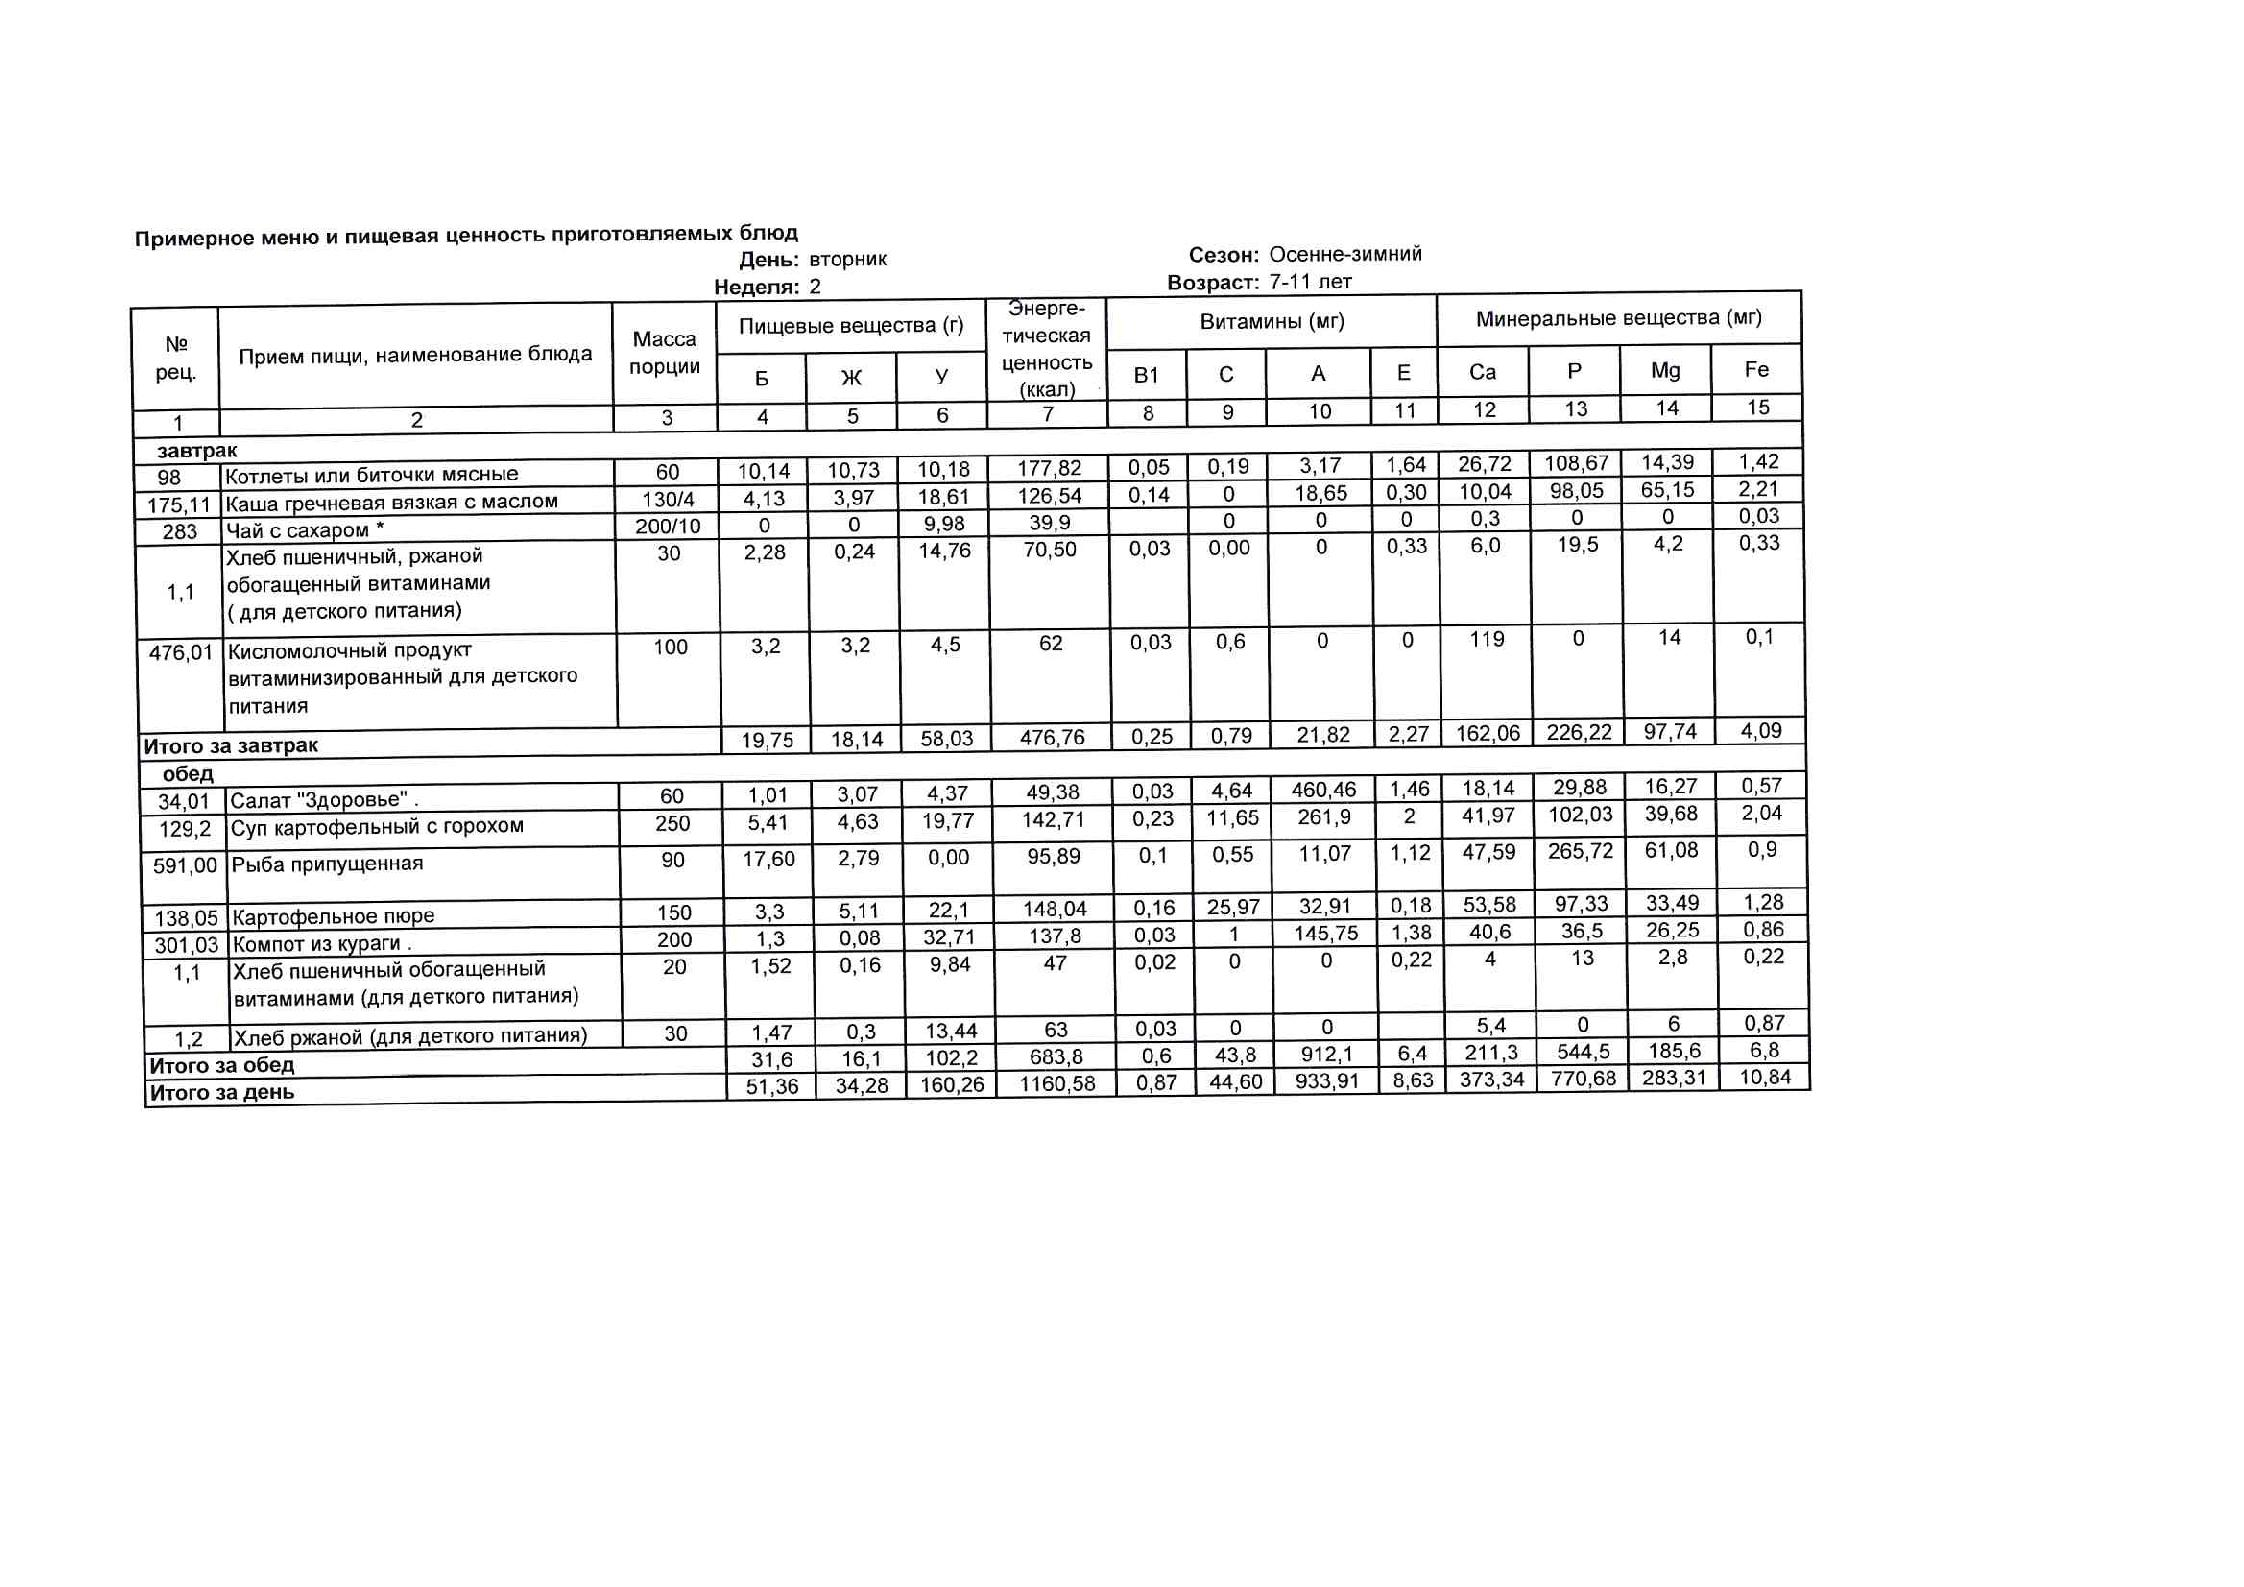 Примерное меню и пищевая ценность приготовляемых блюд
День: вторник Сезон: Осенне-зимний
Неделя: 2 Возраст: 7-11 лет
№ рец. Прием пищи, наименование блюда Масса порции Пищевые вещества (г) Энерге-тическая ценность (ккал) Витамины (мг) Минеральные вещества (мг)
Б Ж У B1 C A E Ca P Mg Fe
1 2 3 4 5 6 7 8 9 10 11 12 13 14 15
завтрак
98 Котлеты или биточки мясные 60 10,14 10,73 10,18 177,82 0,05 0,19 3,17 1,64 26,72 108,67 14,39 1,42
175,11 Каша гречневая вязкая с маслом 130/4 4,13 3,97 18,61 126,54 0,14 0 18,65 0,30 10,04 98,05 65,15 2,21
283 Чай с сахаром * 200/10 0 0 9,98 39,9 0 0 0 0,3 0 0 0,03
1,1 Хлеб пшеничный, ржаной 30 2,28 0,24 14,76 70,50 0,03 0,00 0 0,33 6,0 19,5 4,2 0,33
обогащенный витаминами
( для детского питания)
476,01 Кисломолочный продукт 100 3,2 3,2 4,5 62 0,03 0,6 0 0 119 0 14 0,1
витаминизированный для детского
питания
Итого за завтрак 19,75 18,14 58,03 476,76 0,25 0,79 21,82 2,27 162,06 226,22 97,74 4,09
обед
34,01 Салат "Здоровье" . 60 1,01 3,07 4,37 49,38 0,03 4,64 460,46 1,46 18,14 29,88 16,27 0,57
129,2 Суп картофельный с горохом 250 5,41 4,63 19,77 142,71 0,23 11,65 261,9 2 41,97 102,03 39,68 2,04
591,00 Рыба припущенная 90 17,60 2,79 0,00 95,89 0,1 0,55 11,07 1,12 47,59 265,72 61,08 0,9
138,05 Картофельное пюре 150 3,3 5,11 22,1 148,04 0,16 25,97 32,91 0,18 53,58 97,33 33,49 1,28
301,03 Компот из кураги . 200 1,3 0,08 32,71 137,8 0,03 1 145,75 1,38 40,6 36,5 26,25 0,86
1,1 Хлеб пшеничный обогащенный 20 1,52 0,16 9,84 47 0,02 0 0 0,22 4 13 2,8 0,22
витаминами (для деткого питания)
1,2 Хлеб ржаной (для деткого питания) 30 1,47 0,3 13,44 63 0,03 0 0 5,4 0 6 0,87
Итого за обед 31,6 16,1 102,2 683,8 0,6 43,8 912,1 6,4 211,3 544,5 185,6 6,8
Итого за день 51,36 34,28 160,26 1160,58 0,87 44,60 933,91 8,63 373,34 770,68 283,31 10,84